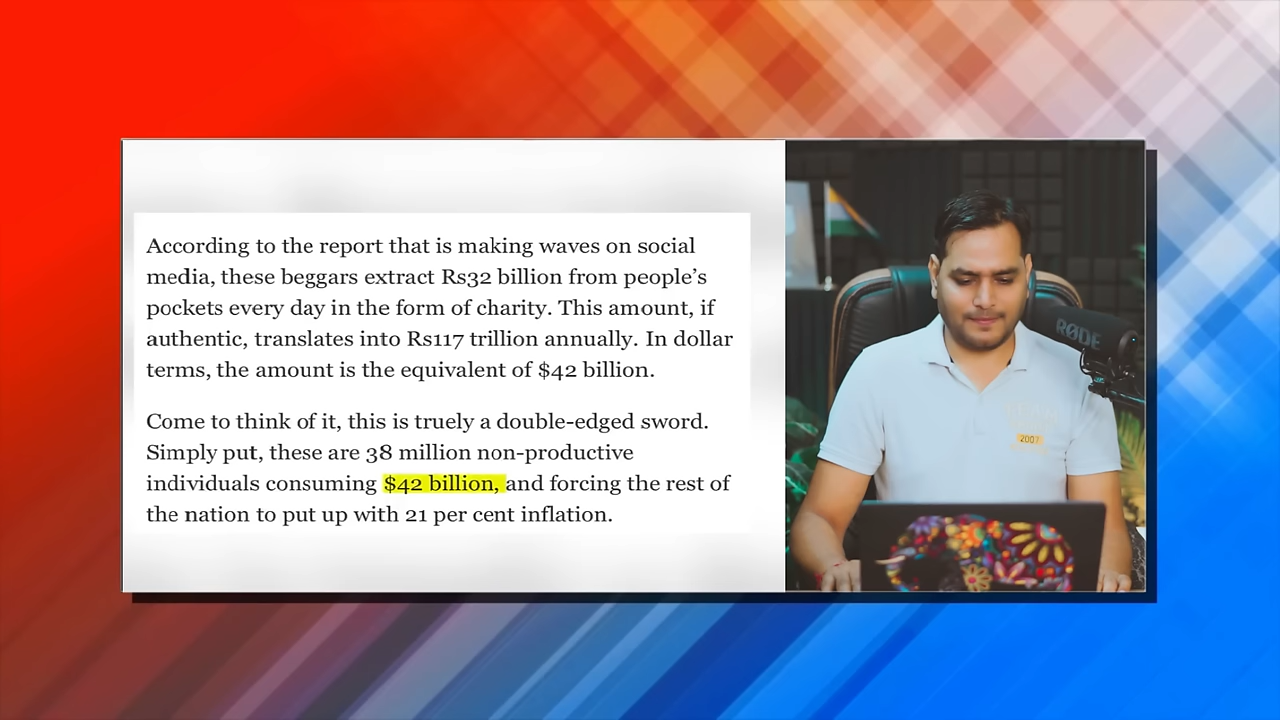 According to the report that is making waves on social
media, these beggars extract Rs32 billion from people's
pockets every day in the form of charity. This amount, if
authentic, translates into Rs117 trillion annually. In dollar
terms, the amount is the equivalent of $42 billion.
Come to think of it, this is truely a double-edged sword.
Simply put, these are 38 million non-productive
individuals consuming $42 billion, and forcing the rest of
the nation to put up with 21 per cent inflation.
RØDE
2007